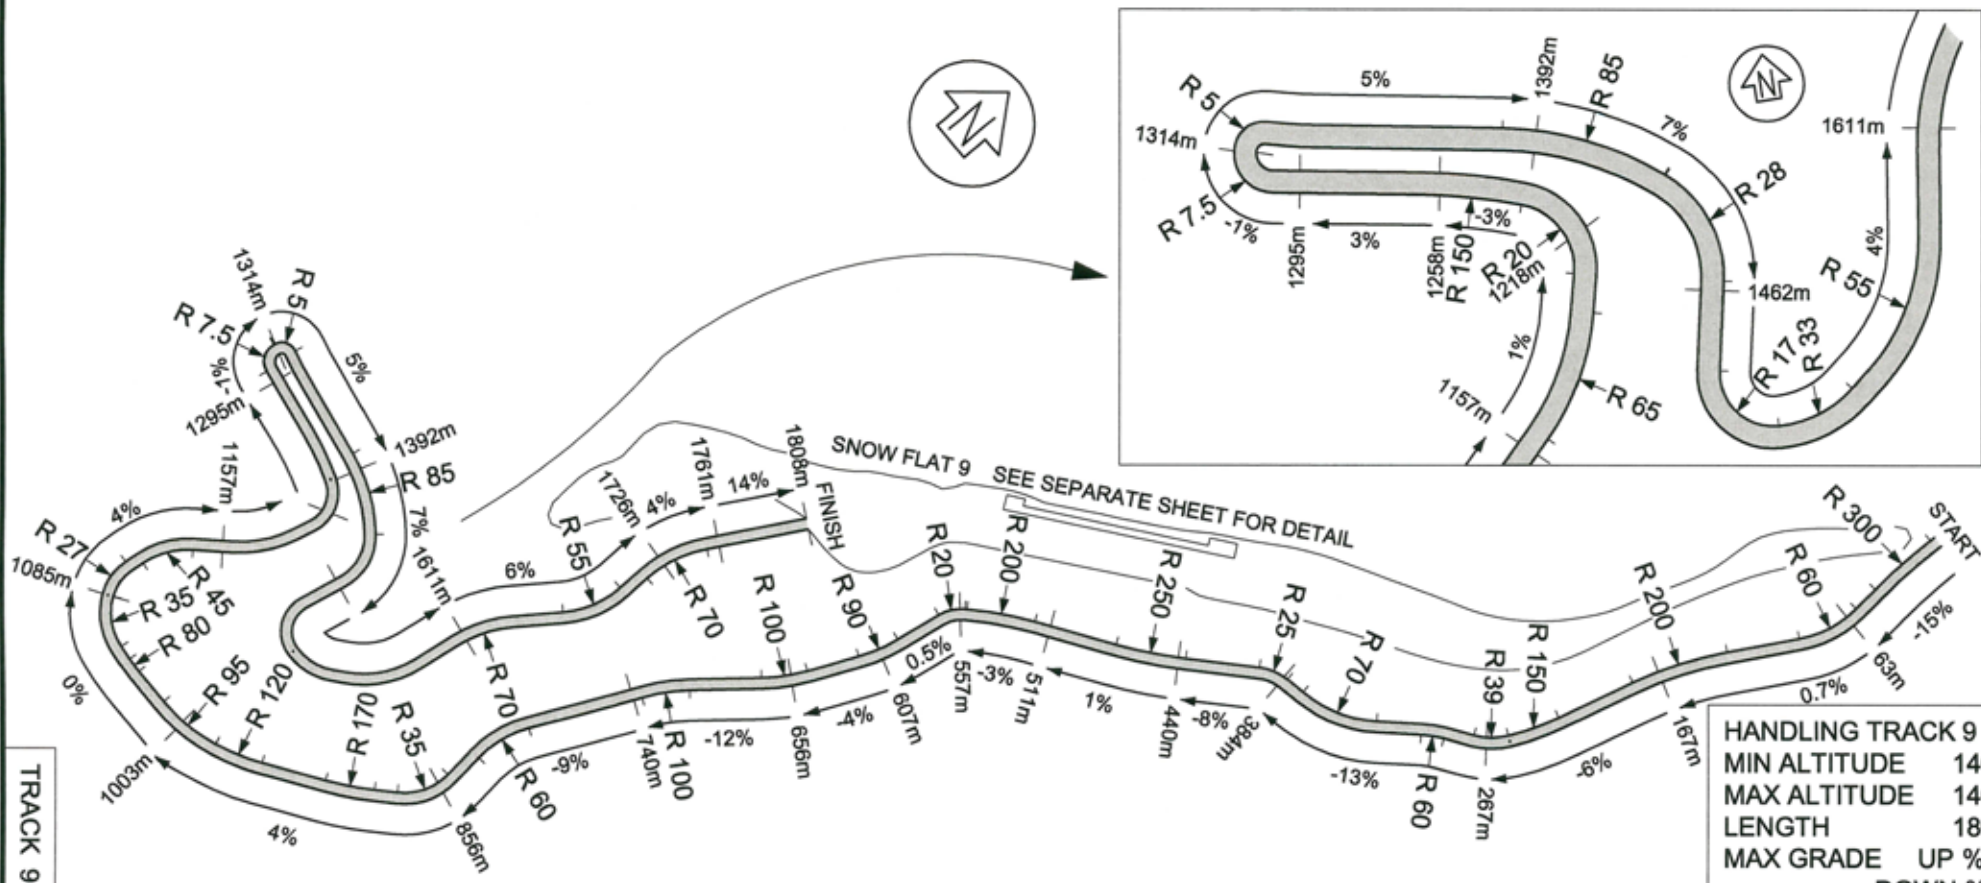 N
5%
1392m
R 85
7%
R 5
1314m
R 7.5
-1%
1295m
3%
1258m
R 150
-3%
R 20
1218m
1%
1157m
R 65
R 28
1462m
R 17
R 33
R 55
4%
1611m
N
1314m
R 5
R 7.5
-1%
1295m
5%
1392m
R 85
7%
1157m
4%
R 27
1085m
R 35
R 45
R 80
0%
R 95
R 120
1003m
4%
R 170
R 35
856m
1611m
6%
R 55
1726m
4%
1761m
14%
1808m
FINISH
R 70
R 70
R 60
-9%
740m
R 100
-12%
R 100
656m
-4%
R 90
607m
0.5%
R 20
557m
-3%
R 200
511m
1%
R 250
440m
-8%
R 25
384m
R 70
-13%
R 60
R 39
267m
R 150
-6%
R 200
167m
0.7%
R 60
63m
R 300
-15%
START
SNOW FLAT 9 SEE SEPARATE SHEET FOR DETAIL
TRACK 9
HANDLING TRACK 9
MIN ALTITUDE 14
MAX ALTITUDE 14
LENGTH 18
MAX GRADE UP %